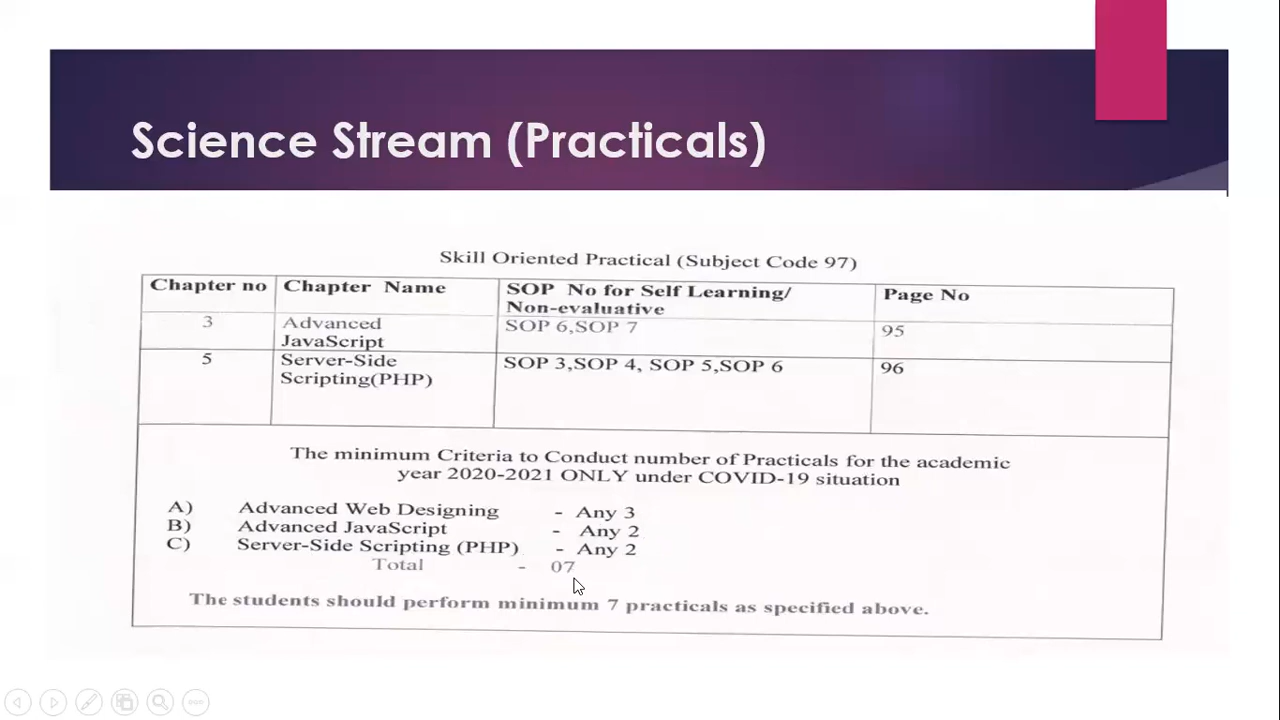 Science Stream (Practicals)
Skill Oriented Practical (Subject Code 97)
Chapter no Chapter Name SOP No for Self Learning/ Non-evaluative Page No
3 Advanced JavaScript SOP 6,SOP 7 95
5 Server-Side Scripting(PHP) SOP 3,SOP 4, SOP 5,SOP 6 96
The minimum Criteria to Conduct number of Practicals for the academic
year 2020-2021 ONLY under COVID-19 situation
A) Advanced Web Designing - Any 3
B) Advanced JavaScript - Any 2
C) Server-Side Scripting (PHP) - Any 2
Total - 07
The students should perform minimum 7 practicals as specified above.